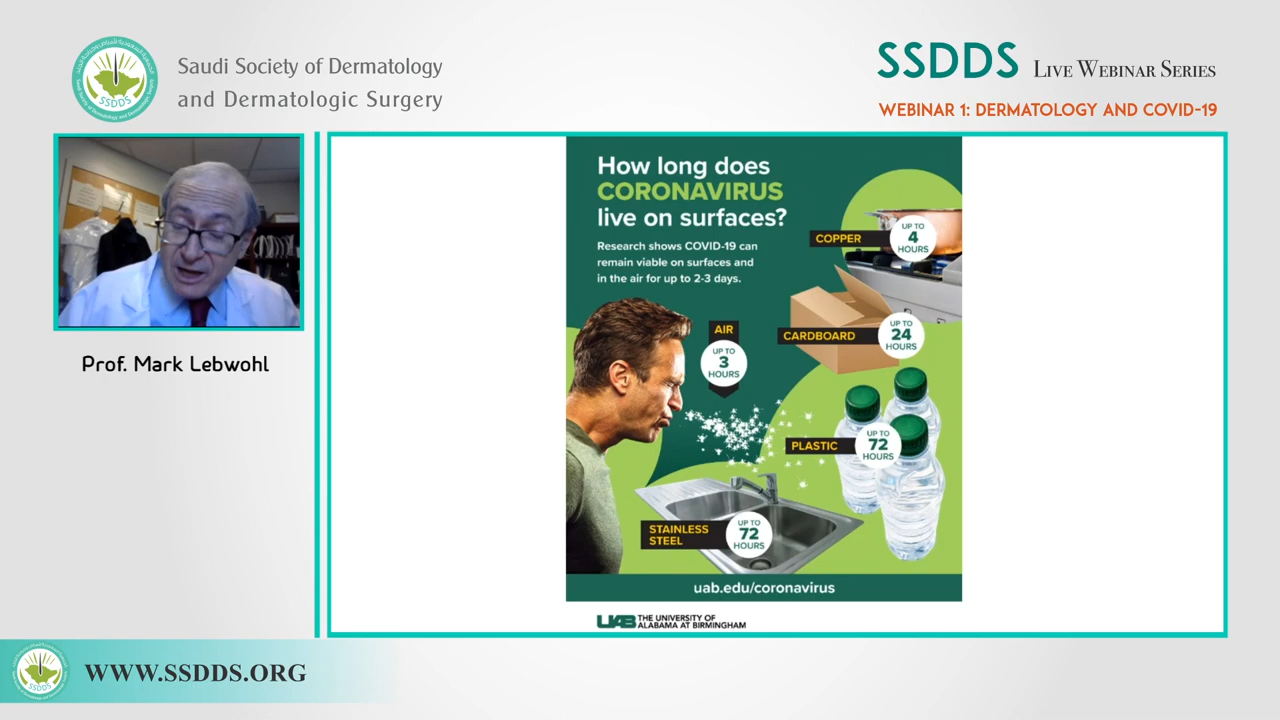 Saudi Society of Dermatology
and Dermatologic Surgery
SSDDS
SSDDS LIVE WEBINAR SERIES
WEBINAR 1: DERMATOLOGY AND COVID-19
Prof. Mark Lebwohl
How long does
CORONAVIRUS
live on surfaces?
Research shows COVID-19 can
remain viable on surfaces and
in the air for up to 2-3 days.
COPPER
UP TO
4
HOURS
CARDBOARD
UP TO
24
HOURS
AIR
UP TO
3
HOURS
PLASTIC
UP TO
72
HOURS
STAINLESS
STEEL
UP TO
72
HOURS
uab.edu/coronavirus
UAB THE UNIVERSITY OF
ALABAMA AT BIRMINGHAM
SSDDS
WWW.SSDDS.ORG